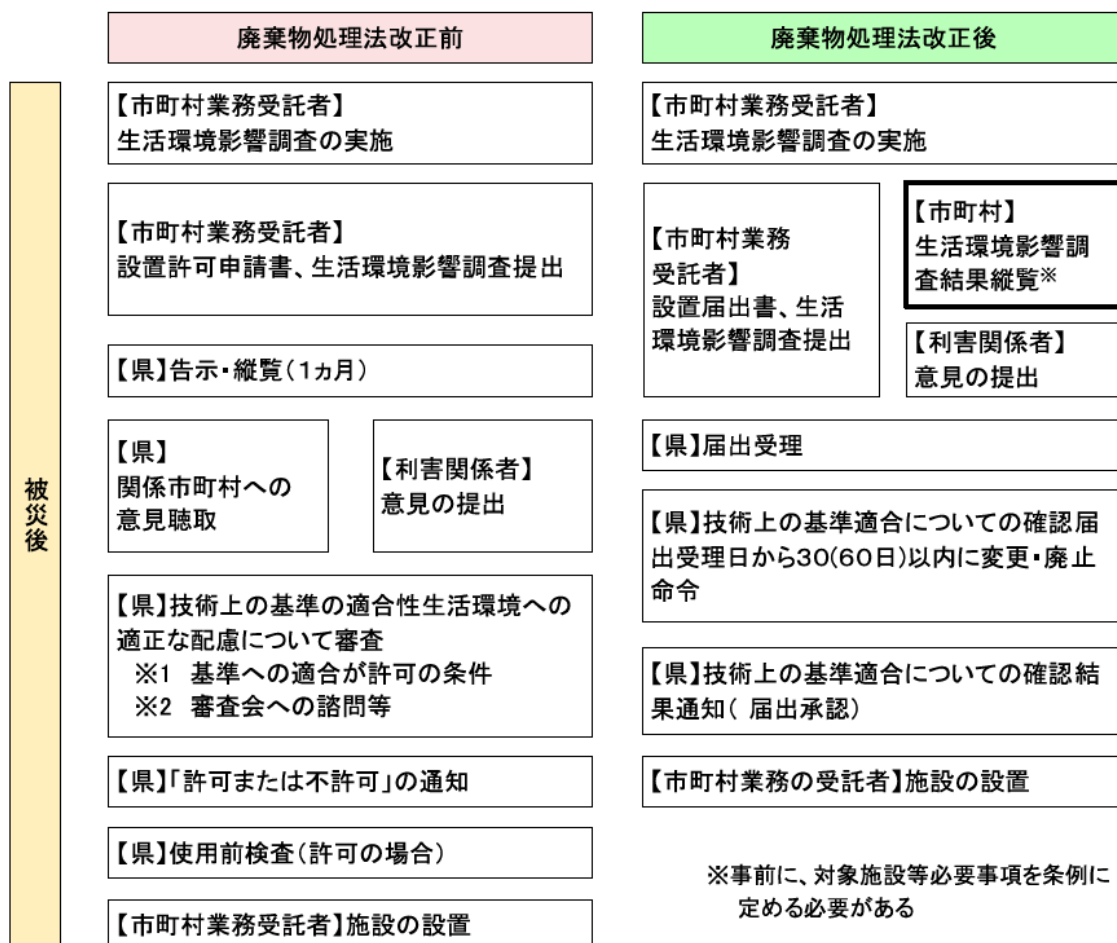 廃棄物処理法改正前
廃棄物処理法改正後
被災後
【市町村業務受託者】
生活環境影響調査の実施
【市町村業務受託者】
設置許可申請書、生活環境影響調査提出
【県】告示・縦覧(1ヵ月)
【県】
関係市町村への
意見聴取
【利害関係者】
意見の提出
【県】技術上の基準の適合性生活環境への
適正な配慮について審査
※1 基準への適合が許可の条件
※2 審査会への諮問等
【県】「許可または不許可」の通知
【県】使用前検査(許可の場合)
【市町村業務受託者】施設の設置
【市町村業務受託者】
生活環境影響調査の実施
【市町村業務
受託者】
設置届出書、生活
環境影響調査提出
【市町村】
生活環境影響調
査結果縦覧※
【利害関係者】
意見の提出
【県】届出受理
【県】技術上の基準適合についての確認届
出受理日から30(60日)以内に変更・廃止
命令
【県】技術上の基準適合についての確認結
果通知( 届出承認)
【市町村業務の受託者】施設の設置
※事前に、対象施設等必要事項を条例に
定める必要がある